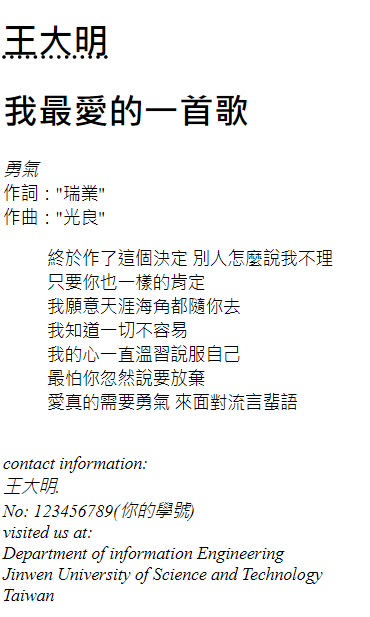 王大明
我最愛的一首歌
勇氣
作詞："瑞業"
作曲："光良"
終於作了這個決定 別人怎麼說我不理
只要你也一樣的肯定
我願意天涯海角都隨你去
我知道一切不容易
我的心一直溫習說服自己
最怕你忽然說要放棄
愛真的需要勇氣 來面對流言蜚語
contact information:
王大明.
No: 123456789(你的學號)
visited us at:
Department of information Engineering
Jinwen University of Science and Technology
Taiwan